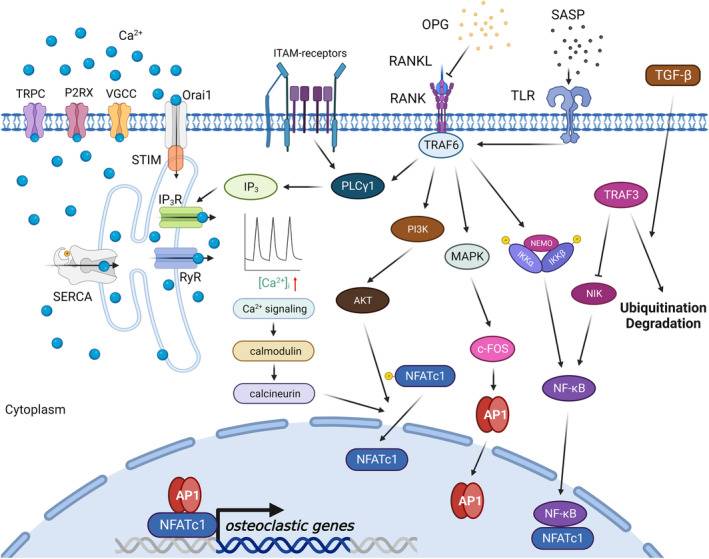 OPG
SASP
Ca²⁺
ITAM-receptors
RANKL
TGF-β
TRPC
P2RX
VGCC
Orai1
RANK
TLR
TRAF6
STIM
IP₃
PLCγ1
IP₃R
TRAF3
PI3K
MAPK
NEMO
IKKα
IKKβ
P
P
P
SERCA
RyR
[Ca²⁺]ᵢ
AKT
NIK
Ubiquitination
Degradation
Ca²⁺ signaling
calmodulin
c-FOS
calcineurin
P
NFATc1
NF-κB
Cytoplasm
AP1
NFATc1
AP1
AP1
NFATc1
osteoclastic genes
NF-κB
NFATc1